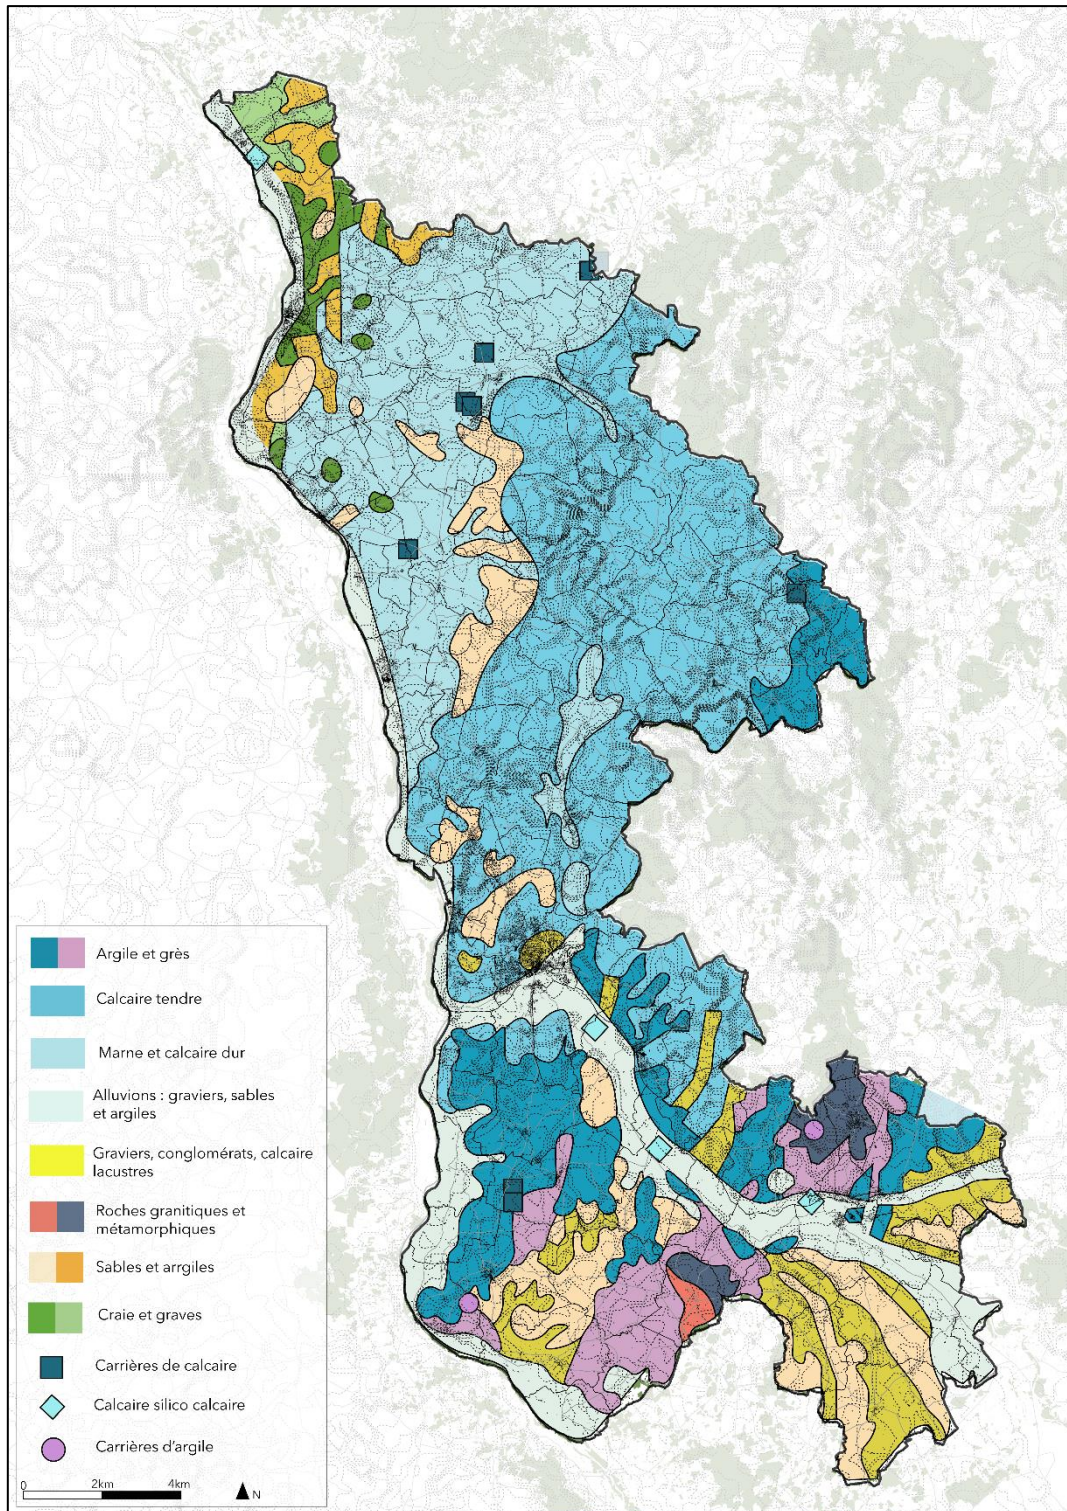 Argile et grès
Calcaire tendre
Marne et calcaire dur
Alluvions : graviers, sables
et argiles
Graviers, conglomérats, calcaire
lacustres
Roches granitiques et
métamorphiques
Sables et arrgiles
Craie et graves
Carrières de calcaire
Calcaire silico calcaire
Carrières d'argile
0 2km 4km N